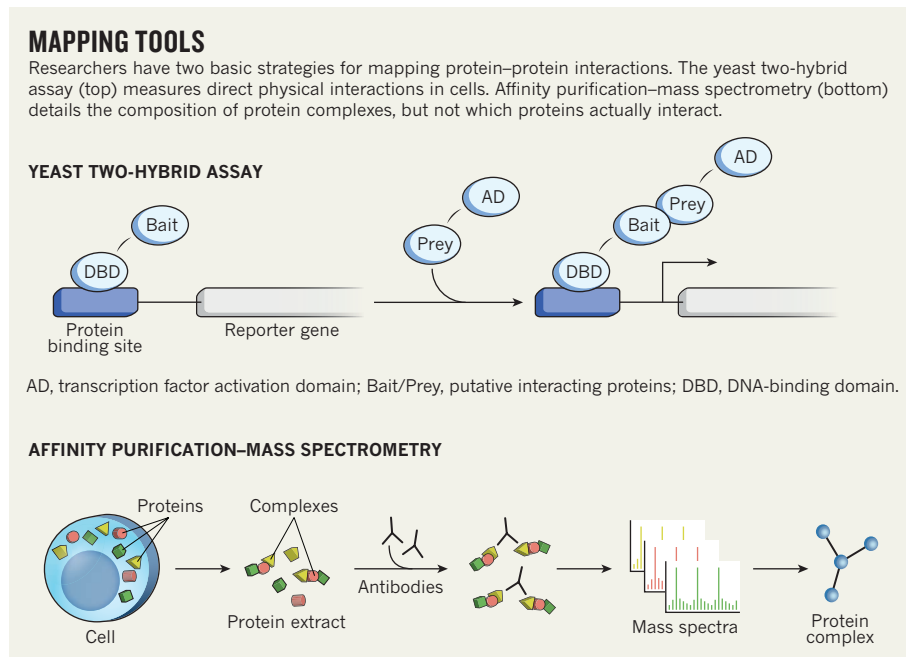 MAPPING TOOLS
Researchers have two basic strategies for mapping protein–protein interactions. The yeast two-hybrid
assay (top) measures direct physical interactions in cells. Affinity purification–mass spectrometry (bottom)
details the composition of protein complexes, but not which proteins actually interact.
YEAST TWO-HYBRID ASSAY
Bait
DBD
Protein
binding site
Reporter gene
AD
Prey
AD
Prey
Bait
DBD
AD, transcription factor activation domain; Bait/Prey, putative interacting proteins; DBD, DNA-binding domain.
AFFINITY PURIFICATION–MASS SPECTROMETRY
Proteins
Cell
Complexes
Protein extract
Antibodies
Mass spectra
Protein
complex